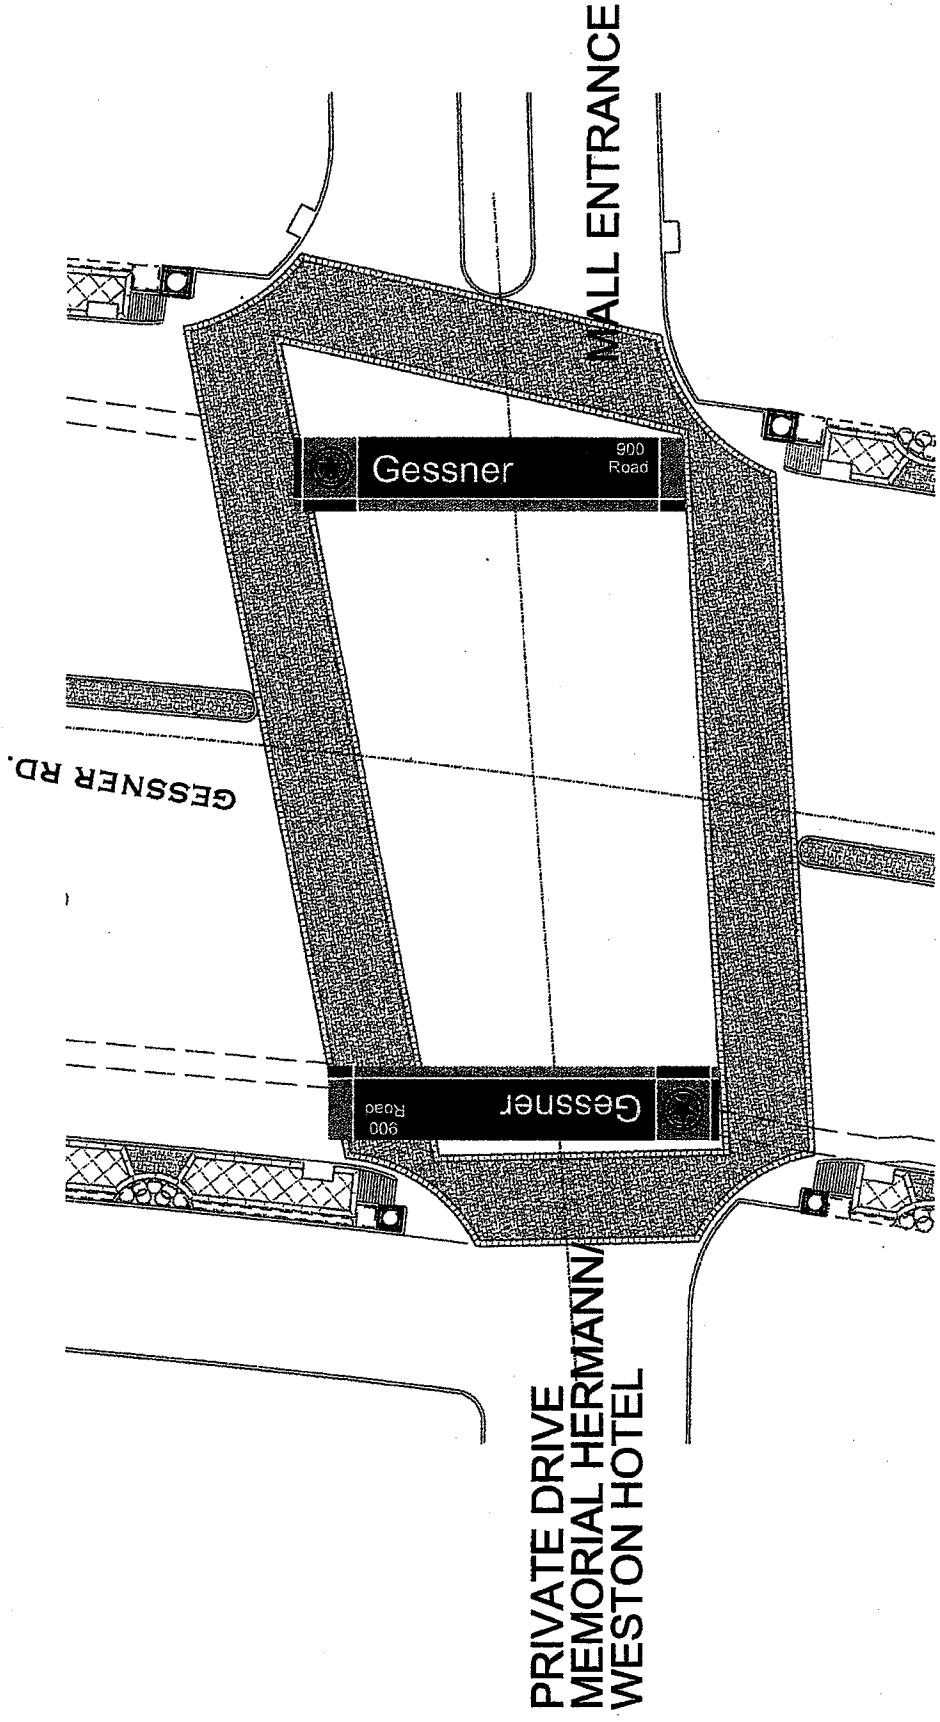 MALL ENTRANCE
Gessner
900
Road
GESSNER RD.
Gessner
900
Road
PRIVATE DRIVE
MEMORIAL HERMANN/
WESTON HOTEL